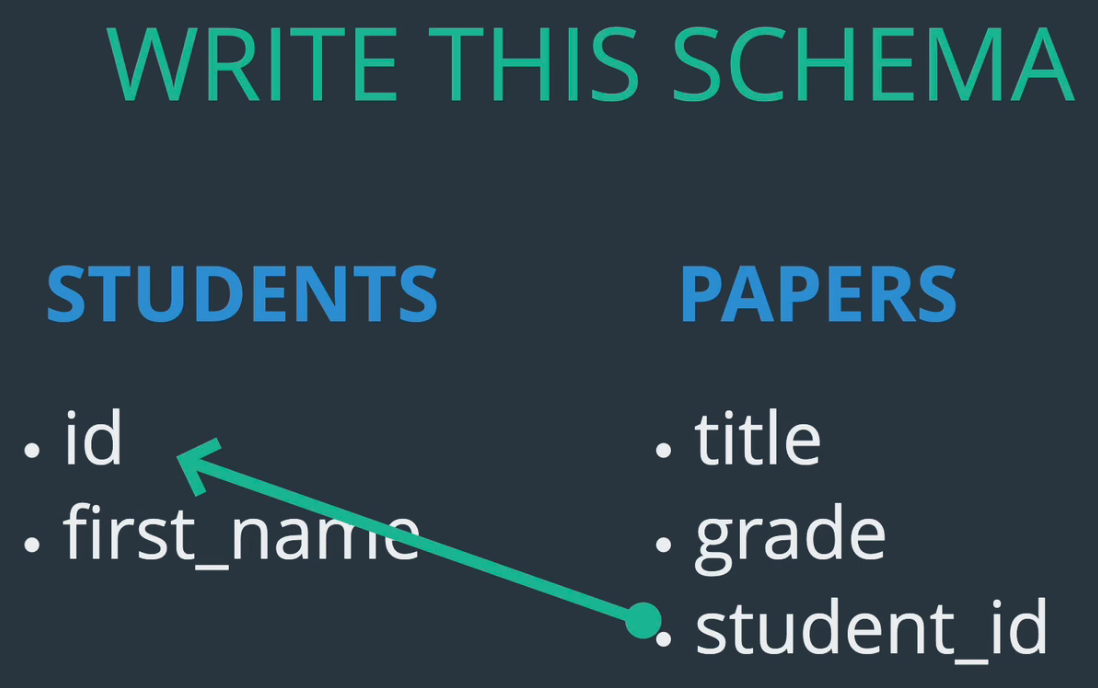 WRITE THIS SCHEMA
STUDENTS
• id
• first_name
PAPERS
• title
• grade
• student_id